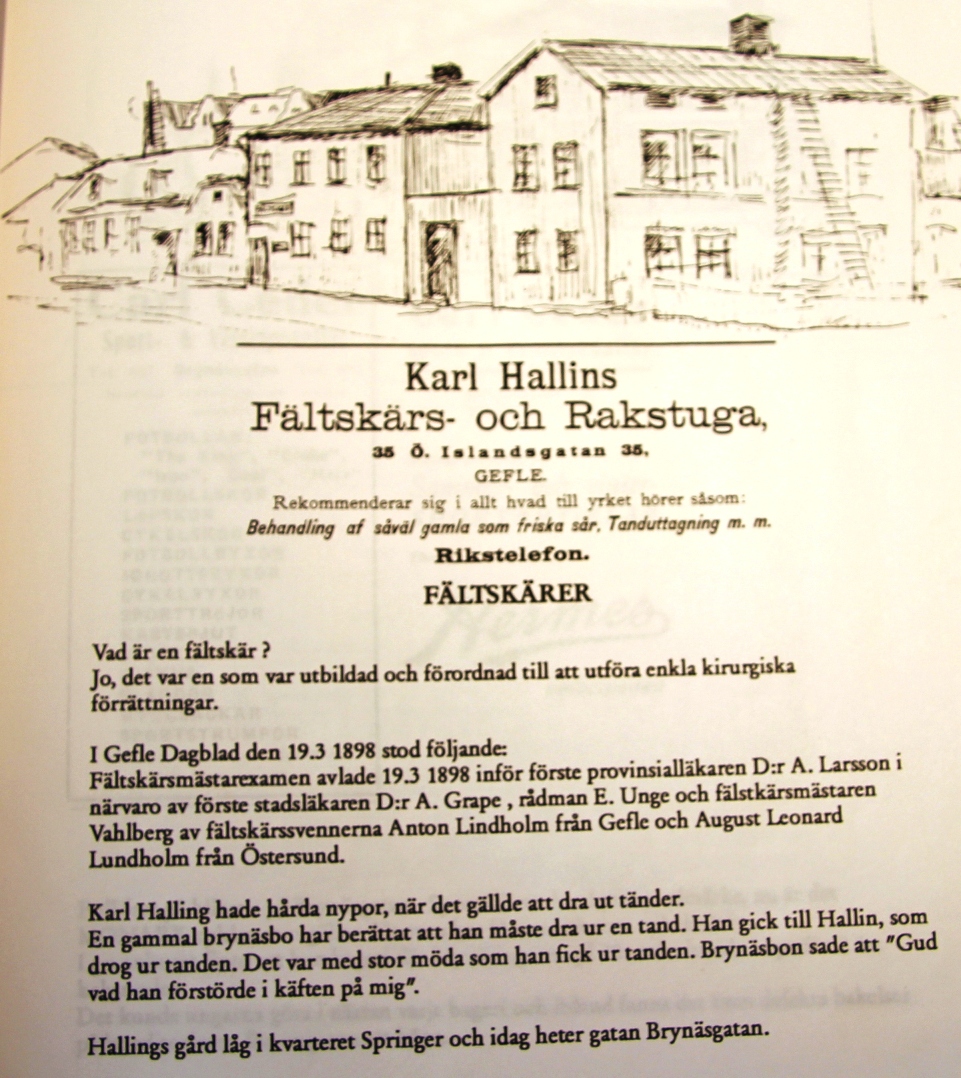 Karl Hallins
Fältskärs- och Rakstuga,
35 Ö. Islandsgatan 35,
GEFLE.
Rekommenderar sig i allt hvad till yrket hörer såsom:
Behandling af såväl gamla som friska sår, Tanduttagning m. m.
Rikstelefon.
FÄLTSKÄRER
Vad är en fältskär ?
Jo, det var en som var utbildad och förordnad till att utföra enkla kirurgiska
förrättningar.
I Gefle Dagblad den 19.3 1898 stod följande:
Fältskärsmästarexamen avlade 19.3 1898 inför förste provinsialläkaren D:r A. Larsson i
närvaro av förste stadsläkaren D:r A. Grape , rådman E. Unge och fälstkärsmästaren
Vahlberg av fältskärssvennerna Anton Lindholm från Gefle och August Leonard
Lundholm från Östersund.
Karl Halling hade hårda nypor, när det gällde att dra ut tänder.
En gammal brynäsbo har berättat att han måste dra ur en tand. Han gick till Hallin, som
drog ur tanden. Det var med stor möda som han fick ur tanden. Brynäsbon sade att "Gud
vad han förstörde i käften på mig".
Hallings gård låg i kvarteret Springer och idag heter gatan Brynäsgatan.